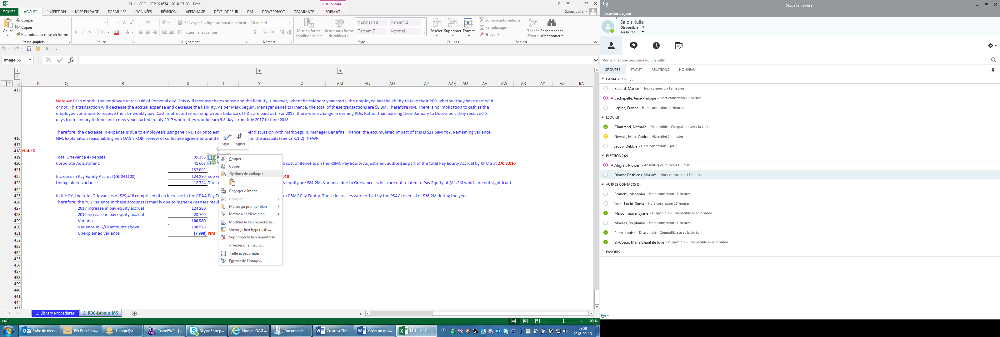 I.1.1 - CPC - SCP 021674 - 2018-07-03 - Excel
OUTILS IMAGE
FICHIER ACCUEIL INSERTION MISE EN PAGE FORMULES DONNÉES RÉVISION AFFICHAGE DÉVELOPPEUR DM POWERPIVOT TEAMMATE FORMAT
Salois, Julie
Coller
Couper
Copier
Reproduire la mise en forme
Presse-papiers
G I S
Police
Renvoyer à la ligne automatiquement
Fusionner et centrer
Alignement
Standard
$ % 000
Nombre
Mise en forme conditionnelle
Mettre sous forme de tableau
Normal 4 3 Percent 2
Percent 7 Normal
Style
Insérer Supprimer Format
Cellules
Somme automatique
Remplissage
Effacer
Trier et filtrer
Rechercher et sélectionner
Édition
Image 56
fx
1
2
1 2
P Q R S T Y Z AM AN AO AP AU AV AW AX AY AZ BA
415
Note 4a: Each month, the employee earns 0.86 of Personal day. This will increase the expense and the liability. However, when the calendar year starts, the employee has the ability to take their PD's whether they have earned it
or not. This transaction will decrease the accrual expense and decrease the liability. As per Mark Seguin, Manager Benefits Finance, the total of these transactions are $8.8M. Therefore NM. There is no implication to cash as the
employee continues to receive their bi-weekly pay. Cash is affected when employee's balance of PD's are paid out. For 2017, there was a change in earning PDs. Rather than earning them January to December, they received 5
days from January to June and a new year started in July 2017 where they would earn 5.5 days from July 2017 to June 2018.
Therefore, the decrease in expense is due to employee's using their PD's prior to ear per discussion with Mark Seguin, Manager Benefits Finance, the accumulated impact of this is $11.58M YoY. Remaining variance
416 NM. Explanation reasonable given OAG's KOB, review of collective agreements and w on the accruals (see LS K.1.2). NFWR.
417
418 Note 5
419 Total Grievance expenses: 95 396
420 Corporate Adjustment: 41 608 's cost of Benefits on the RSMC Pay Equity Adjustment audited as part of the total Pay Equity Accrual by KPMG at 270.3.010
421 137 004
422 Increase in Pay Equity Accrual (GL 241108) 124 280 see w 010
423 Unexplained variance 12 724 The to y equity are $84.2M. Variance due to Grievances which are not related to Pay Equity of $11.2M which are not significant.
424
425 In the PY, the total Grievances of $29,418 comprised of an increase in the CPAA Pay Eq for RSMC Pay Equity. These increases were offset by the PSAC reversal of $36.2M during the year.
426 Therefore, the YOY variance in these accounts is mainly due to higher expenses resul
427 2017 increase in pay equity accrual 124 280
428 2016 increase in pay equity accrual 23 700
429 Variance 100 580
430 Variance in G/Ls accounts above 108 578
431 Unexplained variance (7 998) NM
432
433
434
435
436
437
438
439
440
441
442
443
Style Rogner
Couper
Copier
Options de collage :
Changer d'image...
Grouper
Mettre au premier plan
Mettre à l'arrière-plan
Modifier le lien hypertexte...
Ouvrir le lien hypertexte...
Supprimer le lien hypertexte
Affecter une macro...
Taille et propriétés...
Format de l'image...
1. Library Procedures 2. PBC-Labour_MS
PRÊT
100 %
Boîte de réce... RE: Procédur... 1 rappel(s) TeamEWP - [... Skype Entrep... Home | OAG ... Documents Create a TM ... Créer un dos... I.1.1 - CPC - ...
FR
08:29
2018-09-13
Skype Entreprise
Activités du jour
Salois, Julie
Disponible
Au bureau
Rechercher une personne ou une salle
GROUPES STATUT RELATIONS NOUVEAU
CANADA POST (3)
Bedard, Marise - Hors connexion 12 heures
Lachapelle, Jean-Philippe - Hors connexion 16 heures
Lepine, France - Hors connexion 11 heures
ESDC (3)
Chartrand, Nathalie - Disponible - Compatible avec la vidéo
Gervais, Marc-Andre - Absent(e) 5 minutes
Jacob, Debbie - Hors connexion 1 jour
ELECTIONS (2)
Abgrall, Riowen - Absent(e) du bureau 10 jours
Dionne Desbiens, Myriam - Hors connexion 15 heures
AUTRES CONTACTS (6)
Brunetti, Meaghan - Hors connexion 16 heures
Ianni-Lucio, Sonia - Hors connexion 13 heures
Maisonneuve, Lyane - Disponible - Compatible avec la vidéo
Moores, Stephanie - Hors connexion 11 heures
Pilon, Louise - Disponible - Compatible avec la vidéo
St-Coeur, Marie Chantale Julie - Disponible - Compatible avec la vidéo
FAVORIS